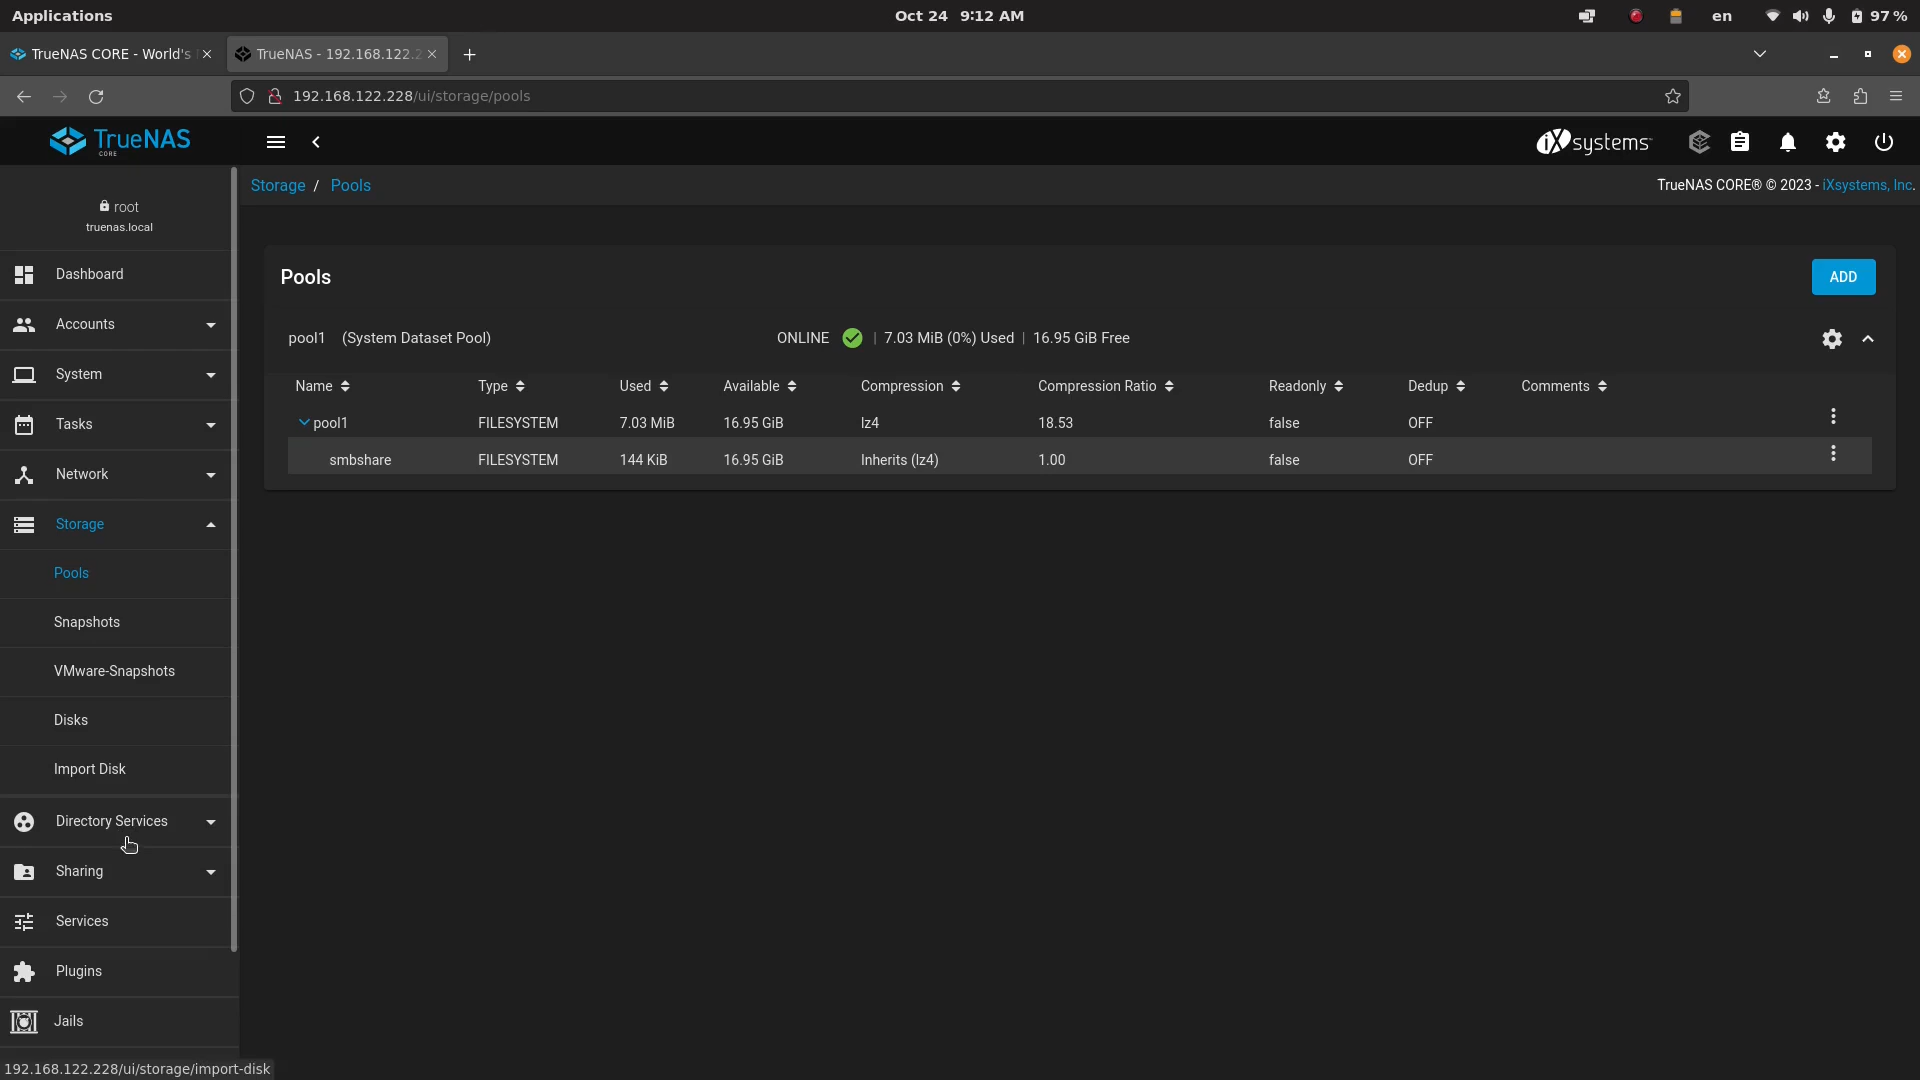 Applications
Oct 24 9:12 AM
en
97 %
TrueNAS CORE - World's
TrueNAS - 192.168.122.2
192.168.122.228/ui/storage/pools
TrueNAS
CORE
iXsystems
Storage / Pools
TrueNAS CORE® © 2023 - iXsystems, Inc.
root
truenas.local
Dashboard
Accounts
System
Tasks
Network
Storage
Pools
Snapshots
VMware-Snapshots
Disks
Import Disk
Directory Services
Sharing
Services
Plugins
Jails
192.168.122.228/ui/storage/import-disk
Pools
ADD
pool1 (System Dataset Pool) ONLINE | 7.03 MiB (0%) Used | 16.95 GiB Free
Name Type Used Available Compression Compression Ratio Readonly Dedup Comments
pool1 FILESYSTEM 7.03 MiB 16.95 GiB lz4 18.53 false OFF
smbshare FILESYSTEM 144 KiB 16.95 GiB Inherits (lz4) 1.00 false OFF